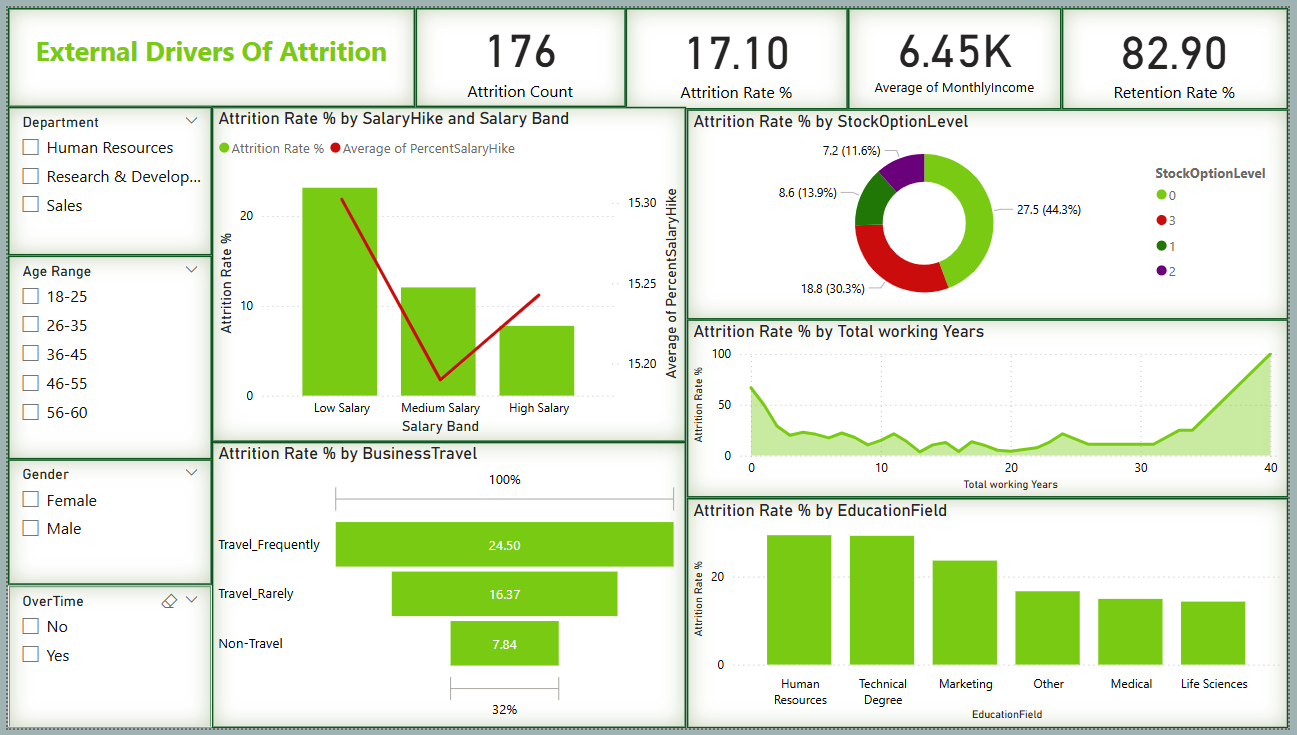 External Drivers Of Attrition
176
Attrition Count
17.10
Attrition Rate %
6.45K
Average of MonthlyIncome
82.90
Retention Rate %
Department
Human Resources
Research & Develop...
Sales
Age Range
18-25
26-35
36-45
46-55
56-60
Gender
Female
Male
OverTime
No
Yes
Attrition Rate % by SalaryHike and Salary Band
Attrition Rate % Average of PercentSalaryHike
Attrition Rate %
20
10
0
15.30
15.25
15.20
Average of PercentSalaryHike
Low Salary Medium Salary High Salary
Salary Band
Attrition Rate % by BusinessTravel
100%
Travel_Frequently 24.50
Travel_Rarely 16.37
Non-Travel 7.84
32%
Attrition Rate % by StockOptionLevel
7.2 (11.6%)
8.6 (13.9%)
27.5 (44.3%)
18.8 (30.3%)
StockOptionLevel
0
3
1
2
Attrition Rate % by Total working Years
Attrition Rate %
100
50
0
0 10 20 30 40
Total working Years
Attrition Rate % by EducationField
Attrition Rate %
20
0
Human Resources
Technical Degree
Marketing
Other
Medical
Life Sciences
EducationField